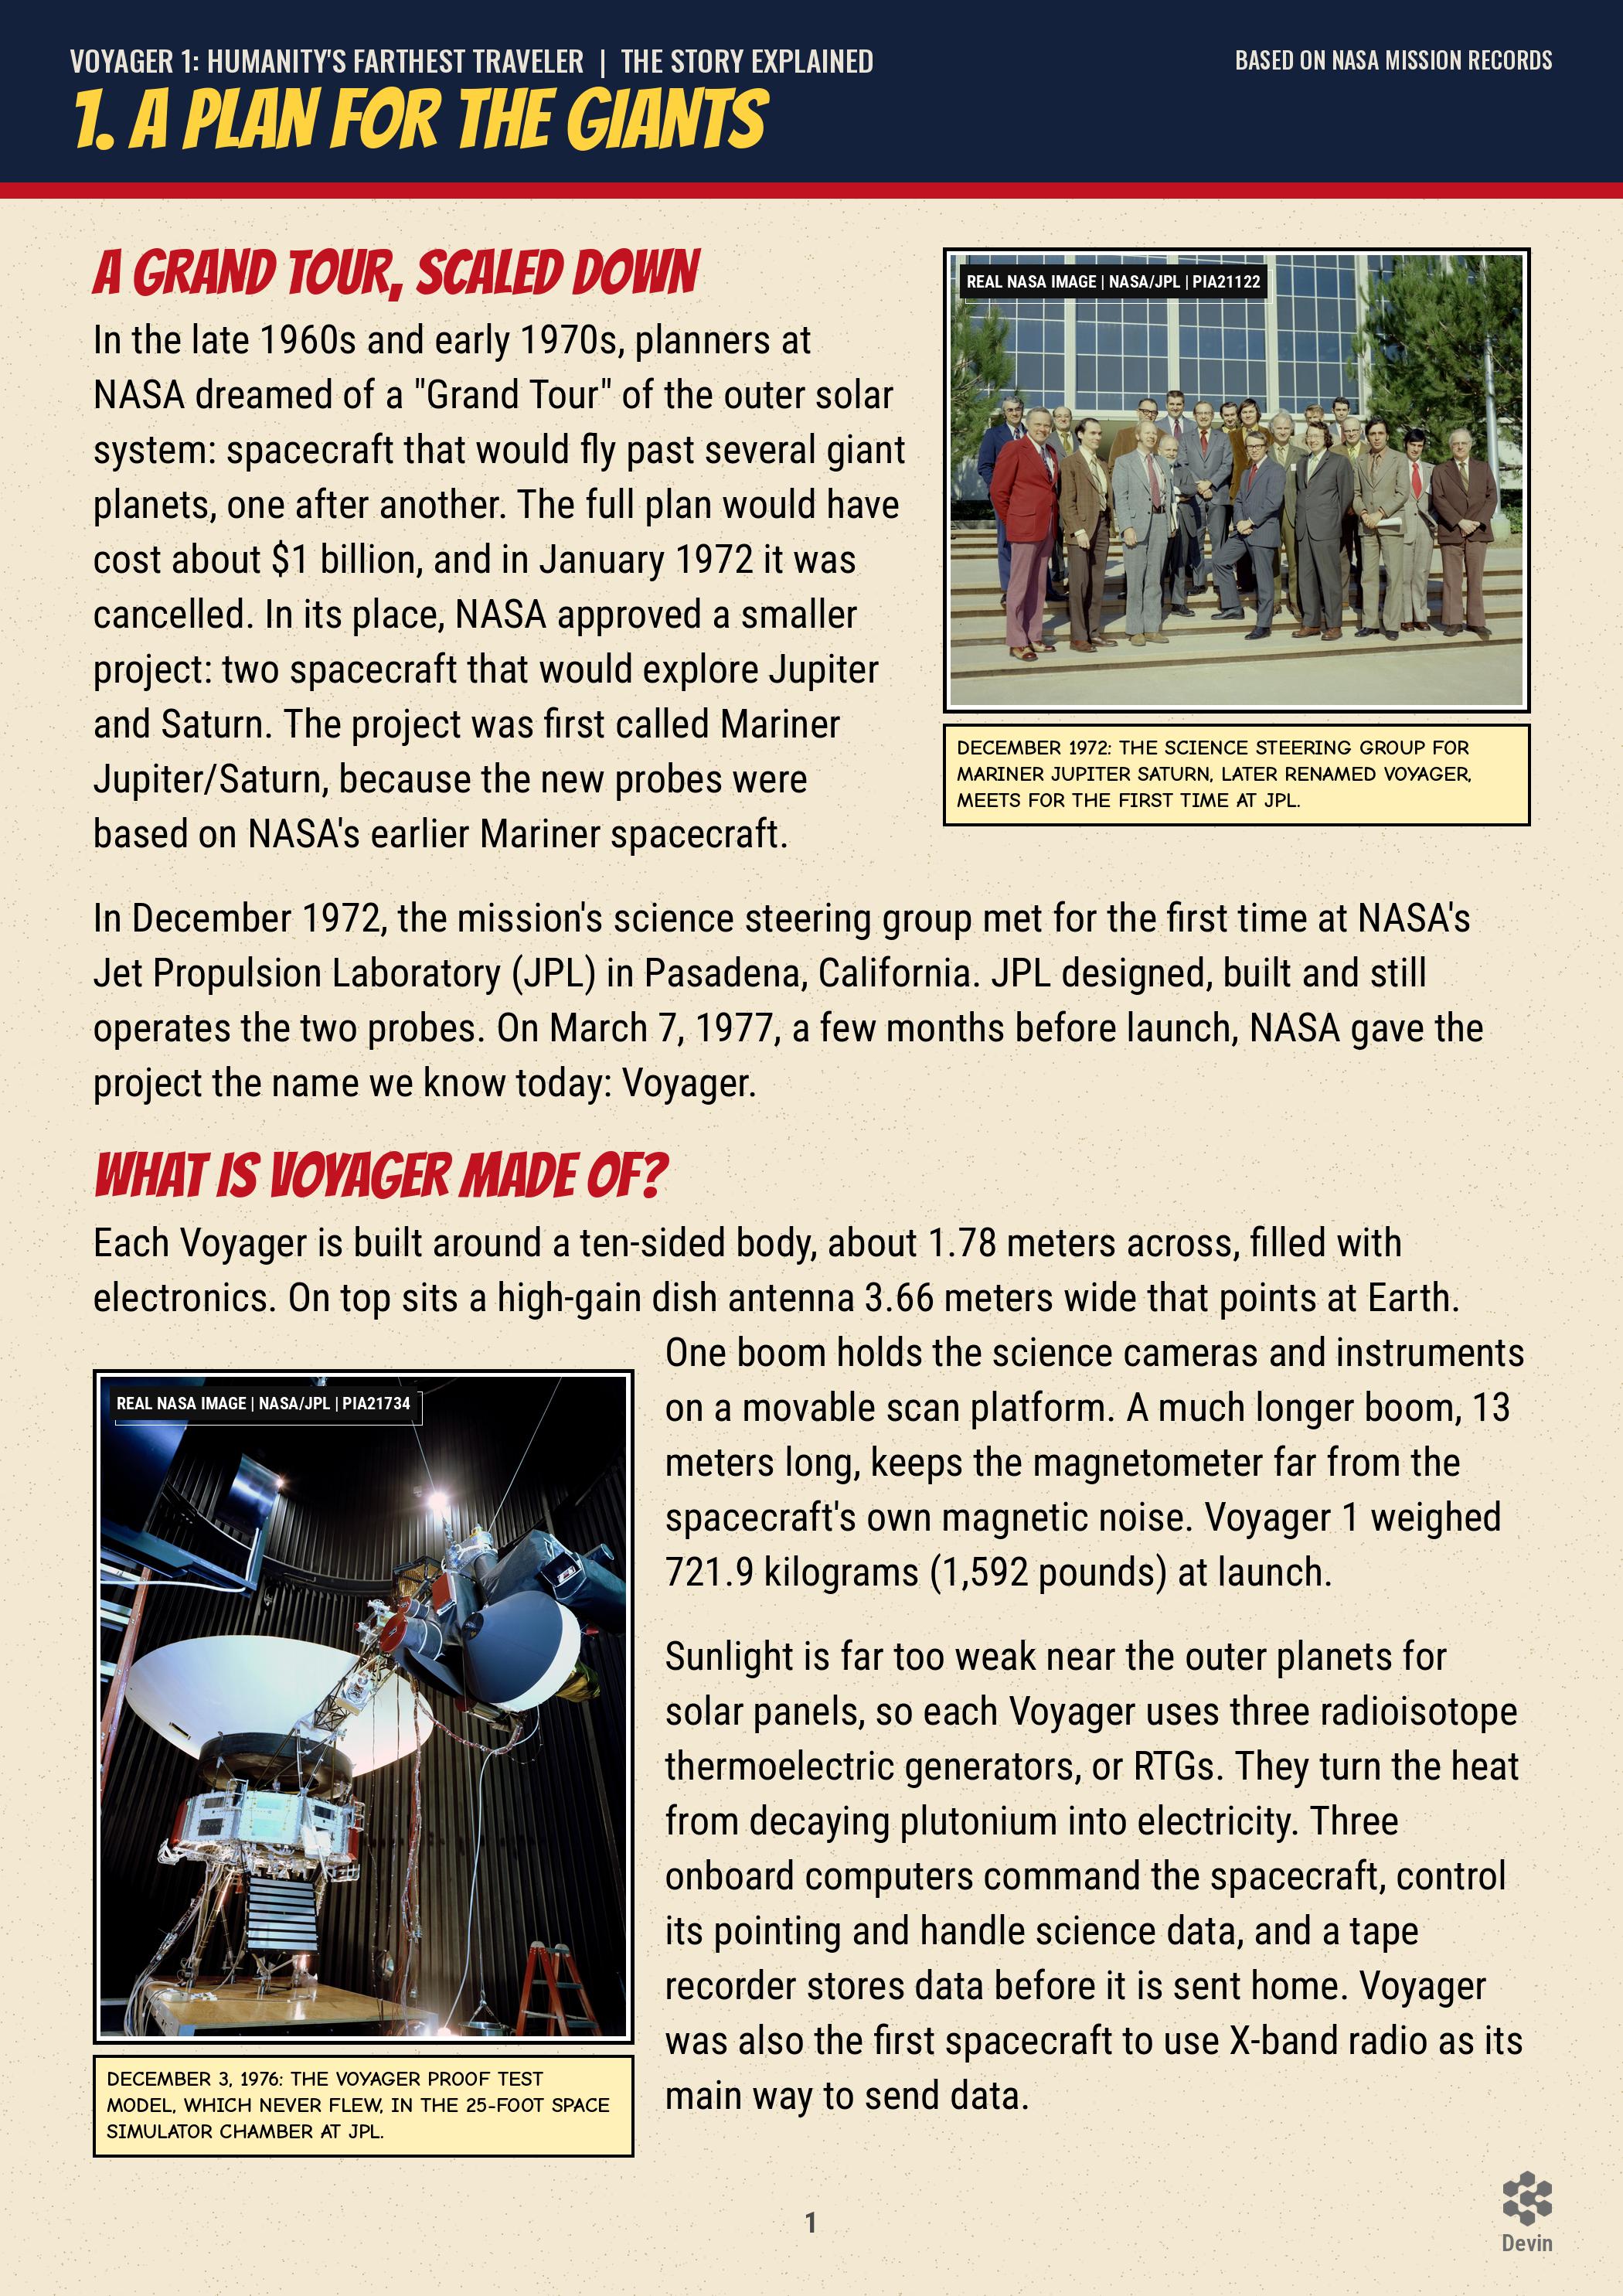 VOYAGER 1: HUMANITY'S FARTHEST TRAVELER | THE STORY EXPLAINED
BASED ON NASA MISSION RECORDS
1. A PLAN FOR THE GIANTS
A GRAND TOUR, SCALED DOWN
In the late 1960s and early 1970s, planners at
NASA dreamed of a "Grand Tour" of the outer solar
system: spacecraft that would fly past several giant
planets, one after another. The full plan would have
cost about $1 billion, and in January 1972 it was
cancelled. In its place, NASA approved a smaller
project: two spacecraft that would explore Jupiter
and Saturn. The project was first called Mariner
Jupiter/Saturn, because the new probes were
based on NASA's earlier Mariner spacecraft.
REAL NASA IMAGE | NASA/JPL | PIA21122
DECEMBER 1972: THE SCIENCE STEERING GROUP FOR
MARINER JUPITER SATURN, LATER RENAMED VOYAGER,
MEETS FOR THE FIRST TIME AT JPL.
In December 1972, the mission's science steering group met for the first time at NASA's
Jet Propulsion Laboratory (JPL) in Pasadena, California. JPL designed, built and still
operates the two probes. On March 7, 1977, a few months before launch, NASA gave the
project the name we know today: Voyager.
WHAT IS VOYAGER MADE OF?
Each Voyager is built around a ten-sided body, about 1.78 meters across, filled with
electronics. On top sits a high-gain dish antenna 3.66 meters wide that points at Earth.
One boom holds the science cameras and instruments
on a movable scan platform. A much longer boom, 13
meters long, keeps the magnetometer far from the
spacecraft's own magnetic noise. Voyager 1 weighed
721.9 kilograms (1,592 pounds) at launch.
Sunlight is far too weak near the outer planets for
solar panels, so each Voyager uses three radioisotope
thermoelectric generators, or RTGs. They turn the heat
from decaying plutonium into electricity. Three
onboard computers command the spacecraft, control
its pointing and handle science data, and a tape
recorder stores data before it is sent home. Voyager
was also the first spacecraft to use X-band radio as its
main way to send data.
REAL NASA IMAGE | NASA/JPL | PIA21734
DECEMBER 3, 1976: THE VOYAGER PROOF TEST
MODEL, WHICH NEVER FLEW, IN THE 25-FOOT SPACE
SIMULATOR CHAMBER AT JPL.
1
Devin